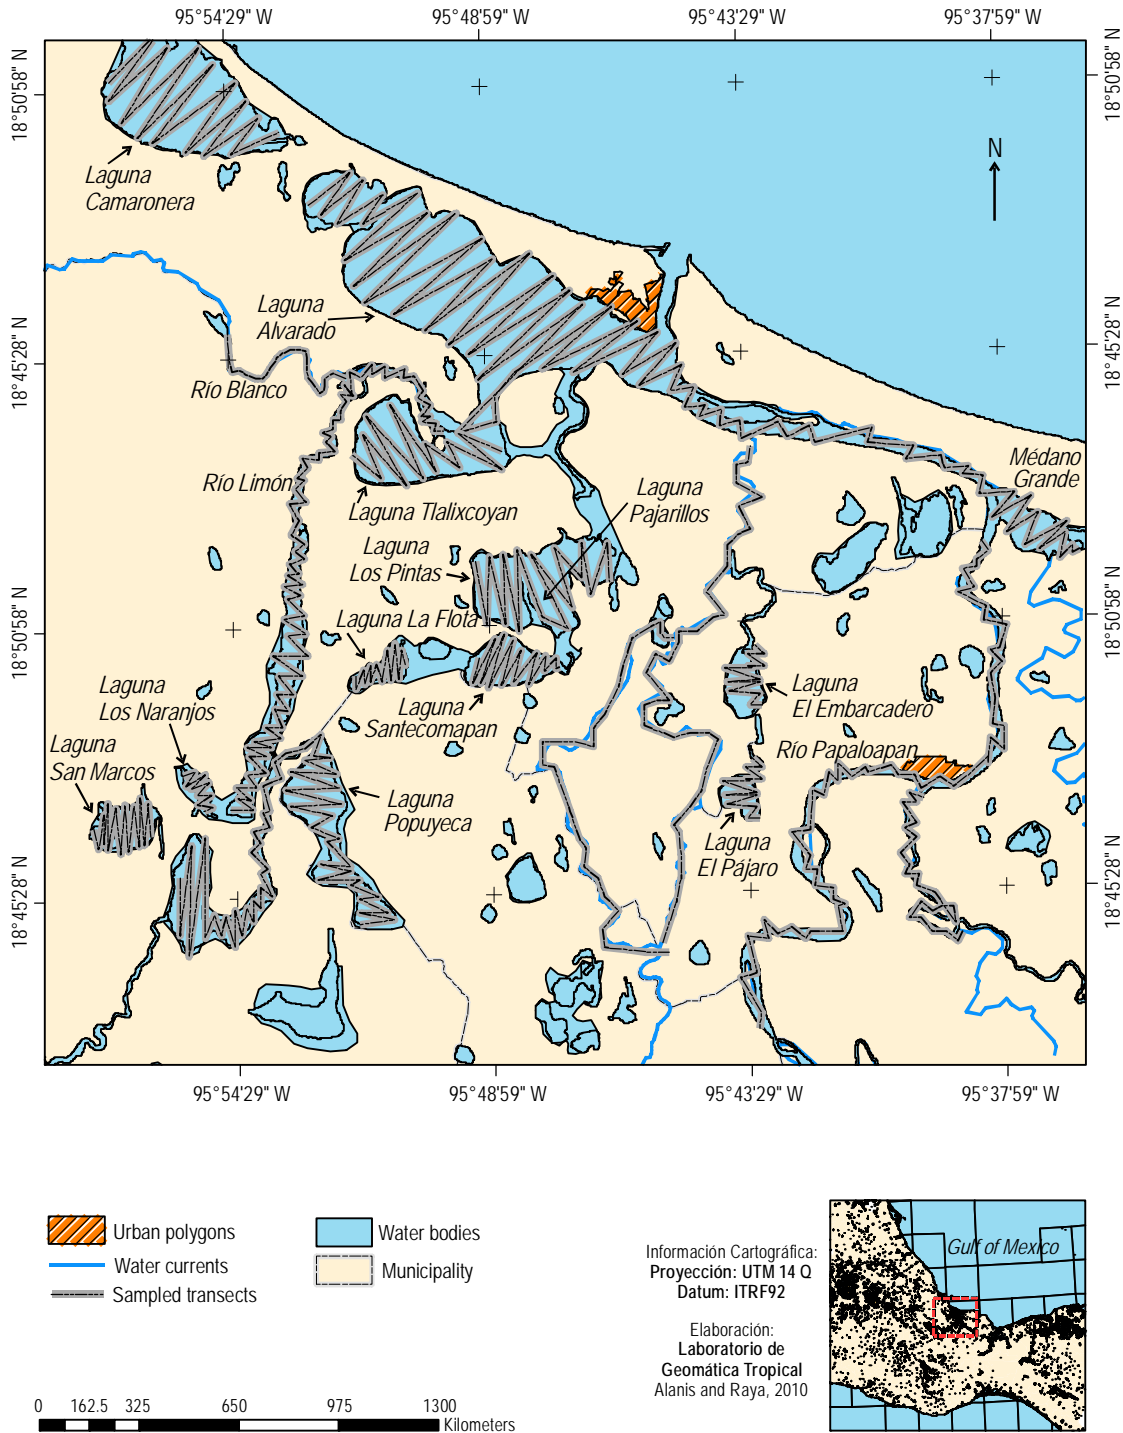 95°54'29" W
95°48'59" W
95°43'29" W
95°37'59" W
18°50'58" N
18°50'58" N
N
Laguna
Camaronera
Laguna
Alvarado
18°45'28" N
18°45'28" N
Río Blanco
Médano
Grande
Río Limón
Laguna
Pajarillos
Laguna Tlalixcoyan
Laguna
Los Pintas
18°50'58" N
18°50'58" N
Laguna La Flota
Laguna
Los Naranjos
Laguna
Santecomapan
Laguna
El Embarcadero
Laguna
San Marcos
Río Papaloapan
Laguna
Popuyeca
Laguna
El Pájaro
18°45'28" N
18°45'28" N
95°54'29" W
95°48'59" W
95°43'29" W
95°37'59" W
Urban polygons
Water currents
Sampled transects
Water bodies
Municipality
Información Cartográfica:
Proyección: UTM 14 Q
Datum: ITRF92
Elaboración:
Laboratorio de
Geomática Tropical
Alanis and Raya, 2010
Gulf of Mexico
0 162.5 325 650 975 1300
Kilometers